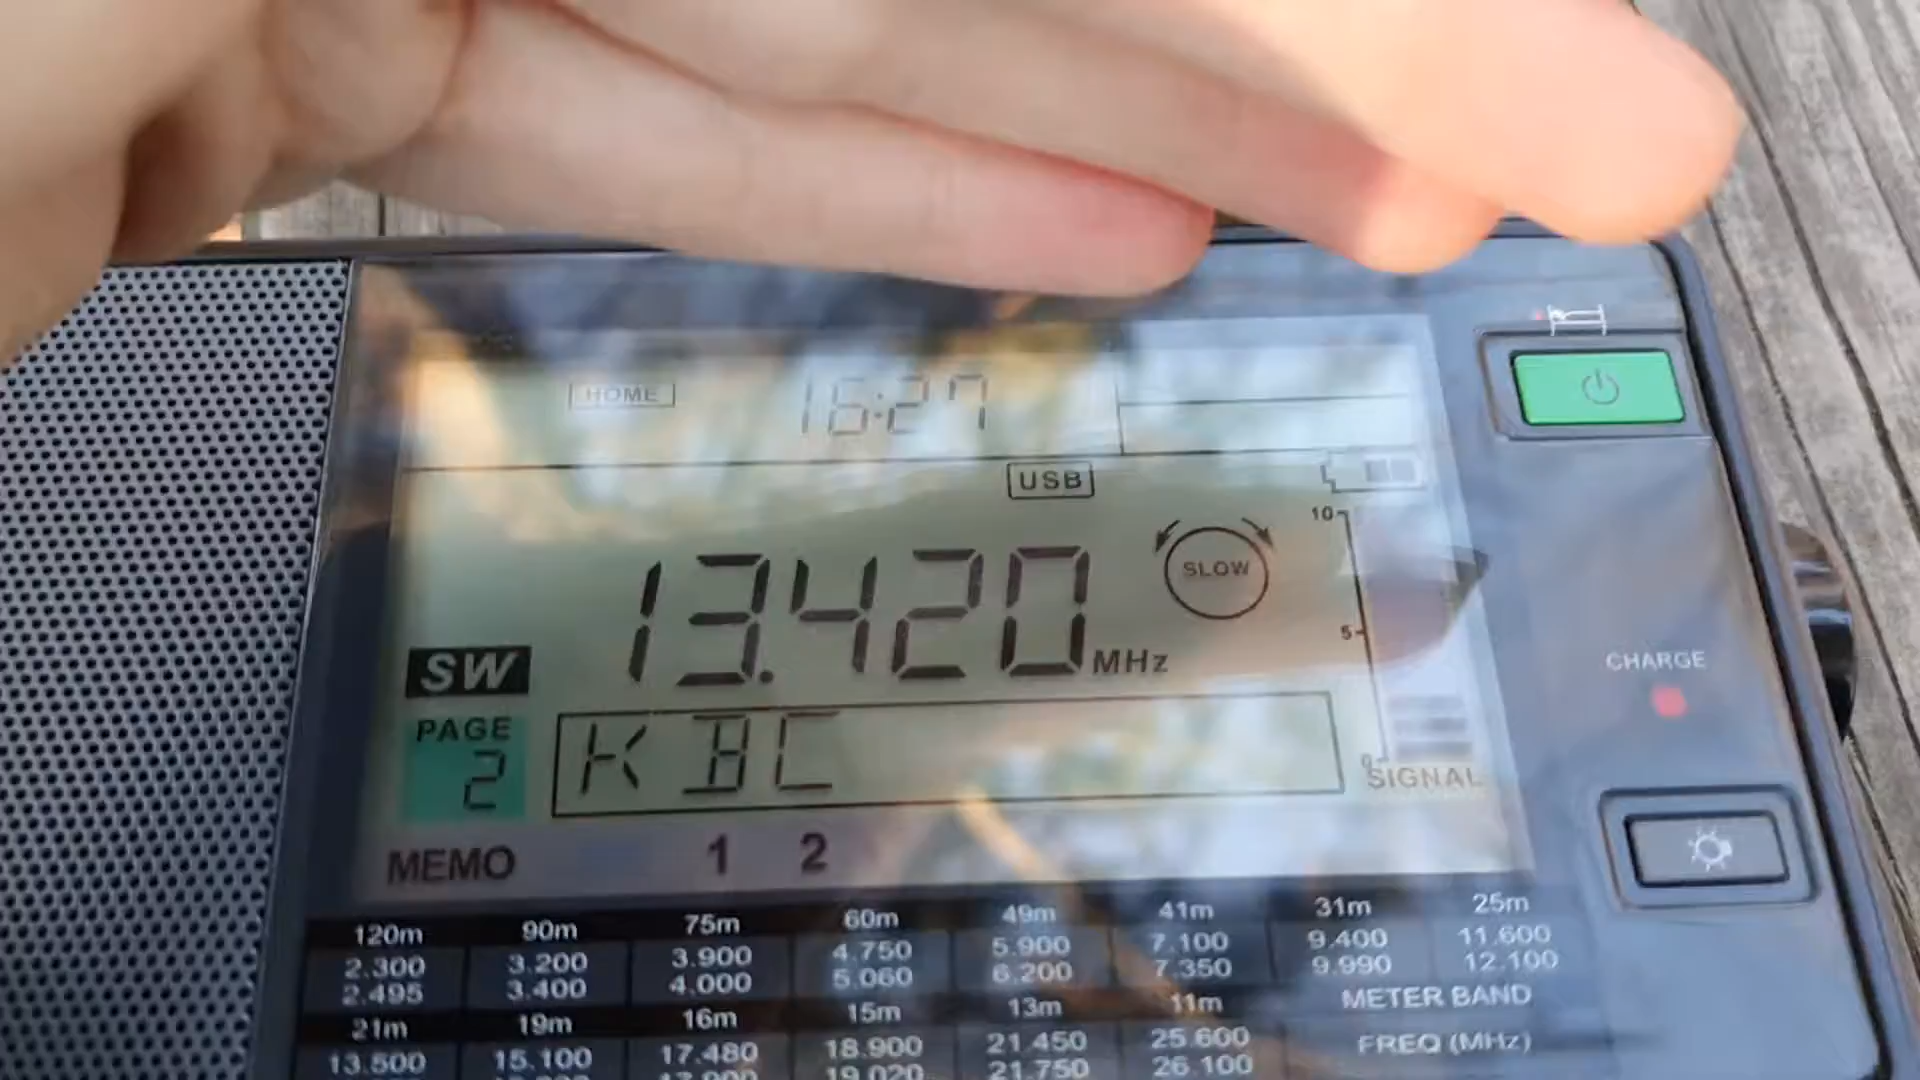 HOME 16:27
USB
10
13.420 MHz SLOW
5
SW
PAGE
2
KBC
0
SIGNAL
CHARGE
MEMO 1 2
120m 90m 75m 60m 49m 41m 31m 25m
2.300 3.200 3.900 4.750 5.900 7.100 9.400 11.600
2.495 3.400 4.000 5.060 6.200 7.350 9.990 12.100
21m 19m 16m 15m 13m 11m METER BAND
13.500 15.100 17.480 18.900 21.450 25.600 FREQ (MHz)
19.020 21.750 26.100